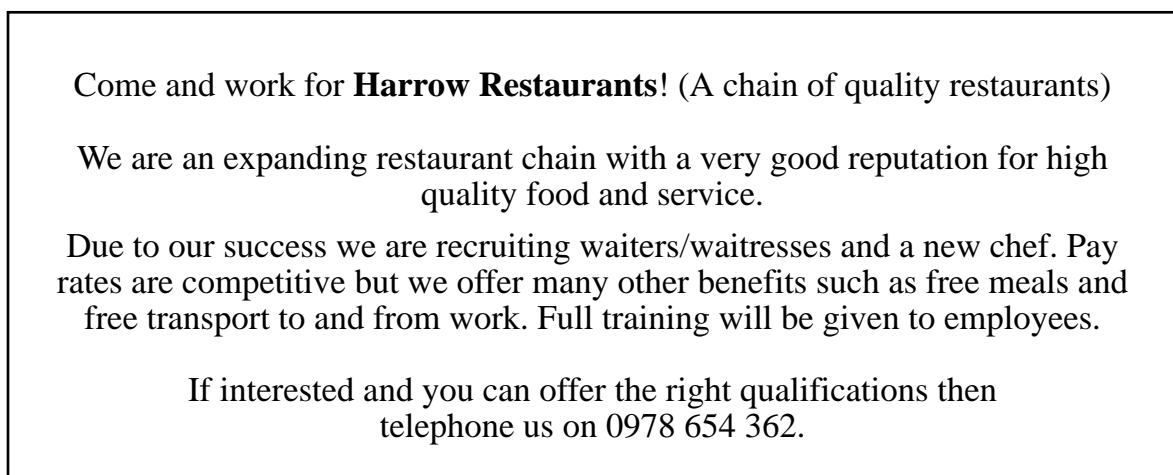 Come and work for Harrow Restaurants! (A chain of quality restaurants)
We are an expanding restaurant chain with a very good reputation for high
quality food and service.
Due to our success we are recruiting waiters/waitresses and a new chef. Pay
rates are competitive but we offer many other benefits such as free meals and
free transport to and from work. Full training will be given to employees.
If interested and you can offer the right qualifications then
telephone us on 0978 654 362.